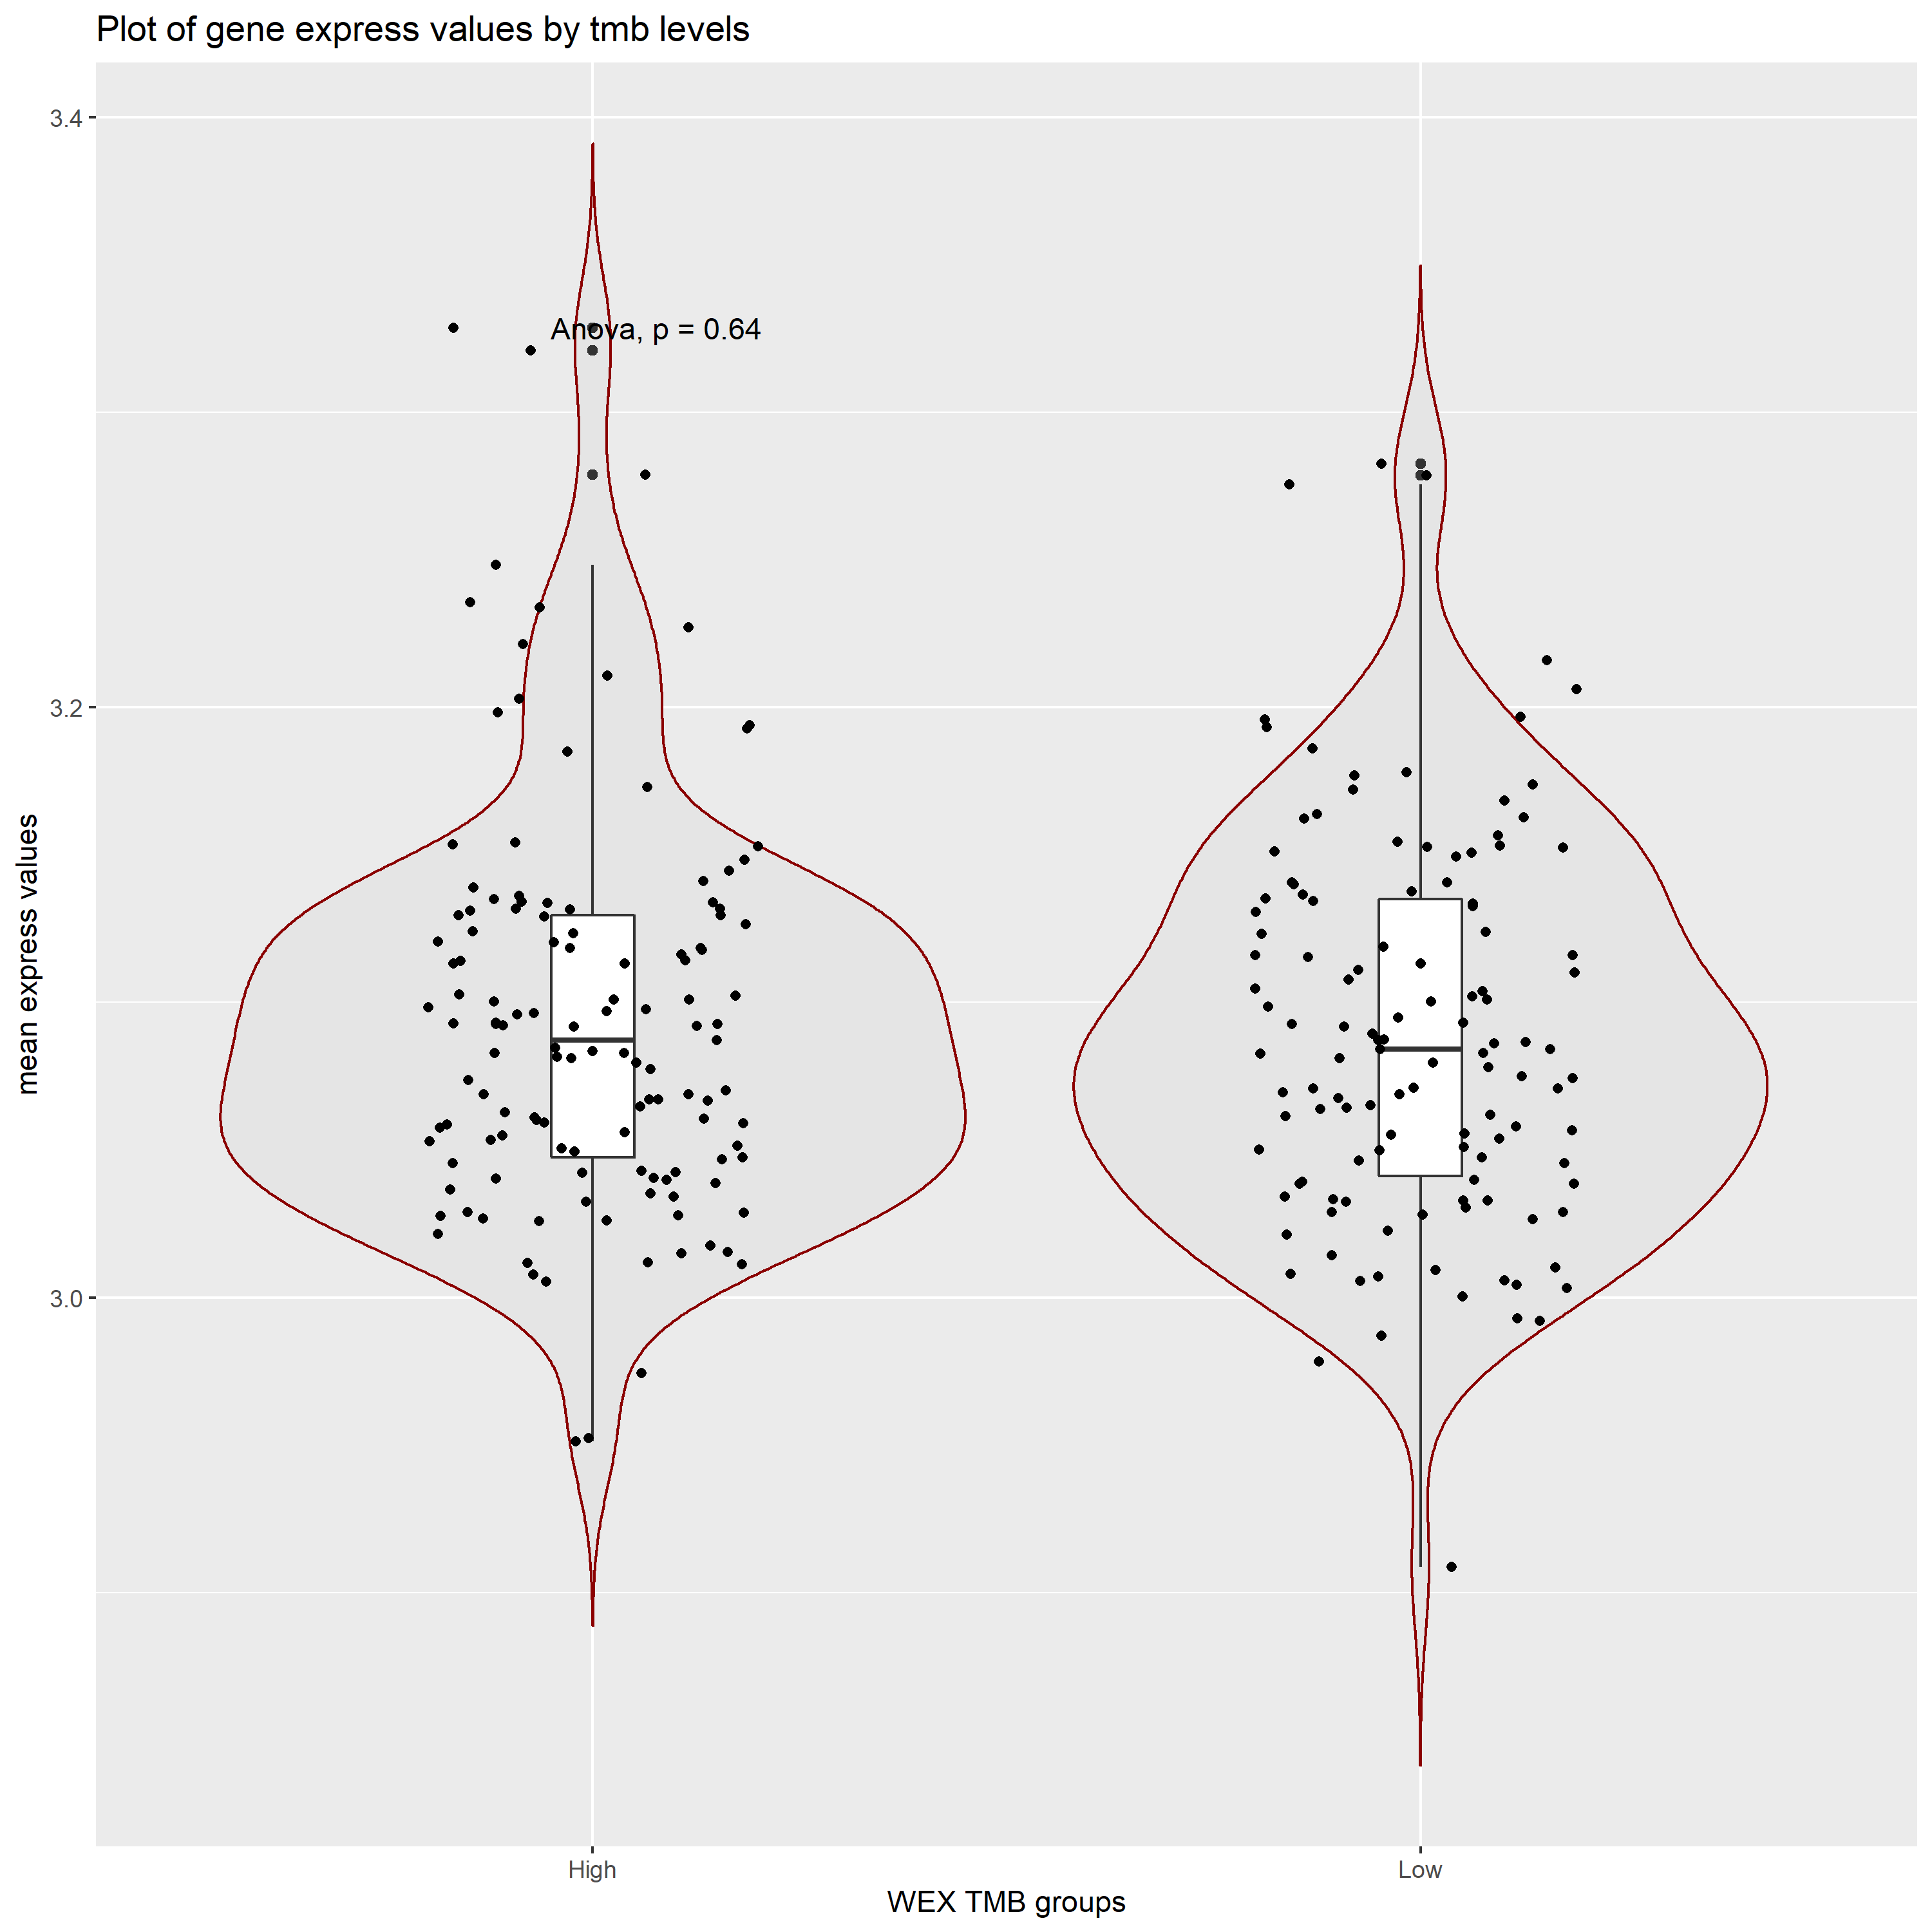 Plot of gene express values by tmb levels
3.4
Anova, p = 0.64
3.2
mean express values
3.0
High
Low
WEX TMB groups